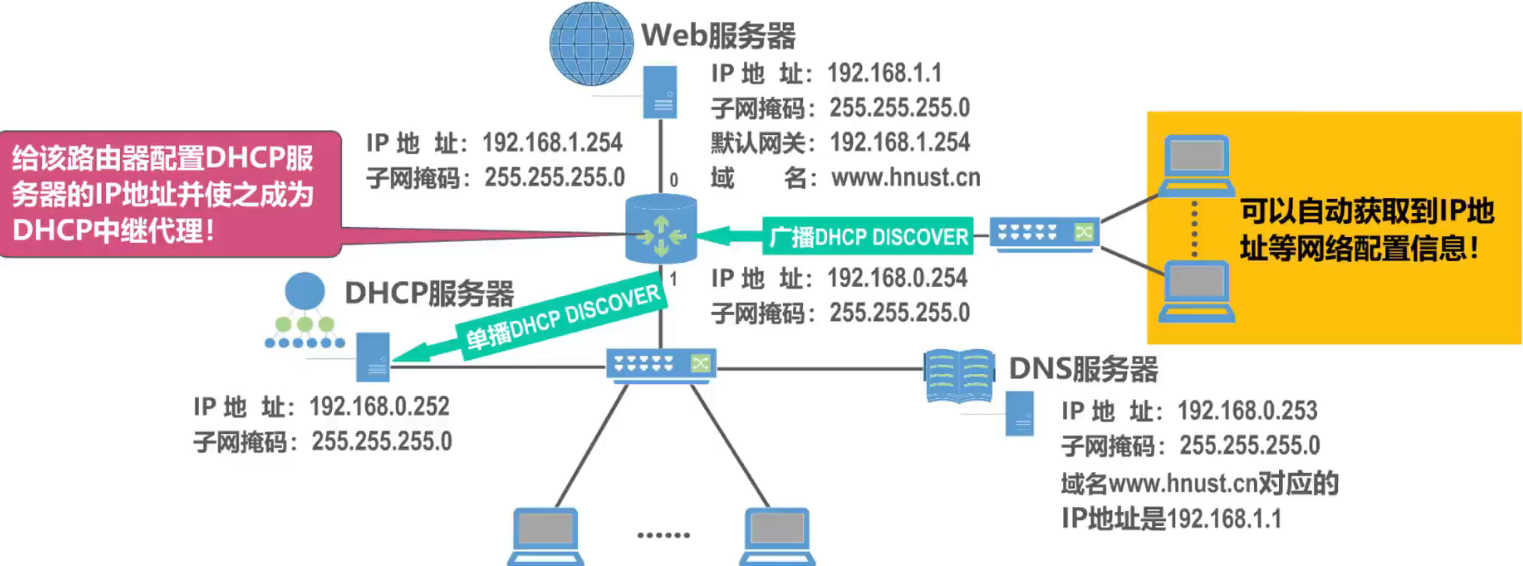 Web服务器
IP 地 址：192.168.1.1
子网掩码：255.255.255.0
默认网关：192.168.1.254
域 名：www.hnust.cn
IP 地 址：192.168.1.254
子网掩码：255.255.255.0
0
给该路由器配置DHCP服
务器的IP地址并使之成为
DHCP中继代理！
广播DHCP DISCOVER
可以自动获取到IP地
址等网络配置信息！
1
IP 地 址：192.168.0.254
子网掩码：255.255.255.0
DHCP服务器
单播DHCP DISCOVER
IP 地 址：192.168.0.252
子网掩码：255.255.255.0
DNS服务器
IP 地 址：192.168.0.253
子网掩码：255.255.255.0
域名www.hnust.cn对应的
IP地址是192.168.1.1